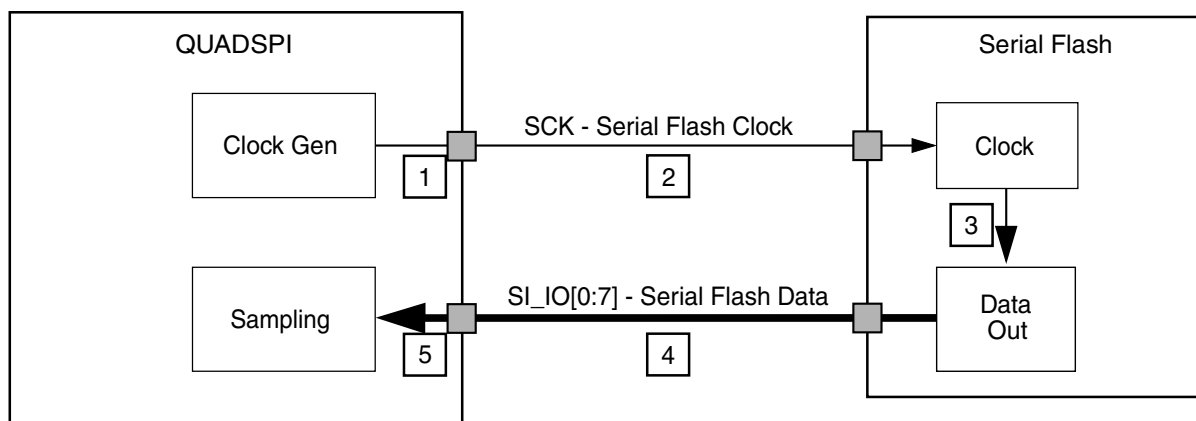 QUADSPI
Serial Flash
Clock Gen
SCK - Serial Flash Clock
Clock
1
2
3
Sampling
SI_IO[0:7] - Serial Flash Data
Data
Out
5
4